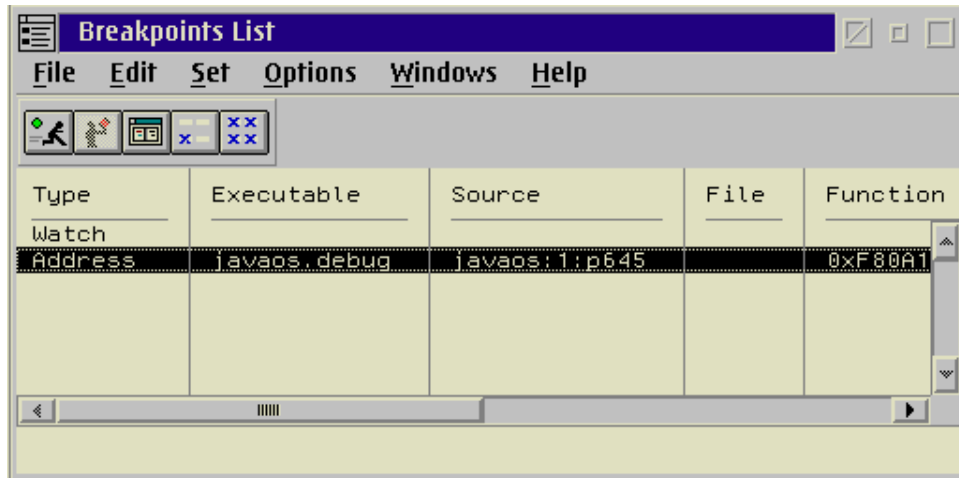 Breakpoints List
File Edit Set Options Windows Help
Type Executable Source File Function
Watch
Address javaos.debug javaos:1:p645 0xF80A1